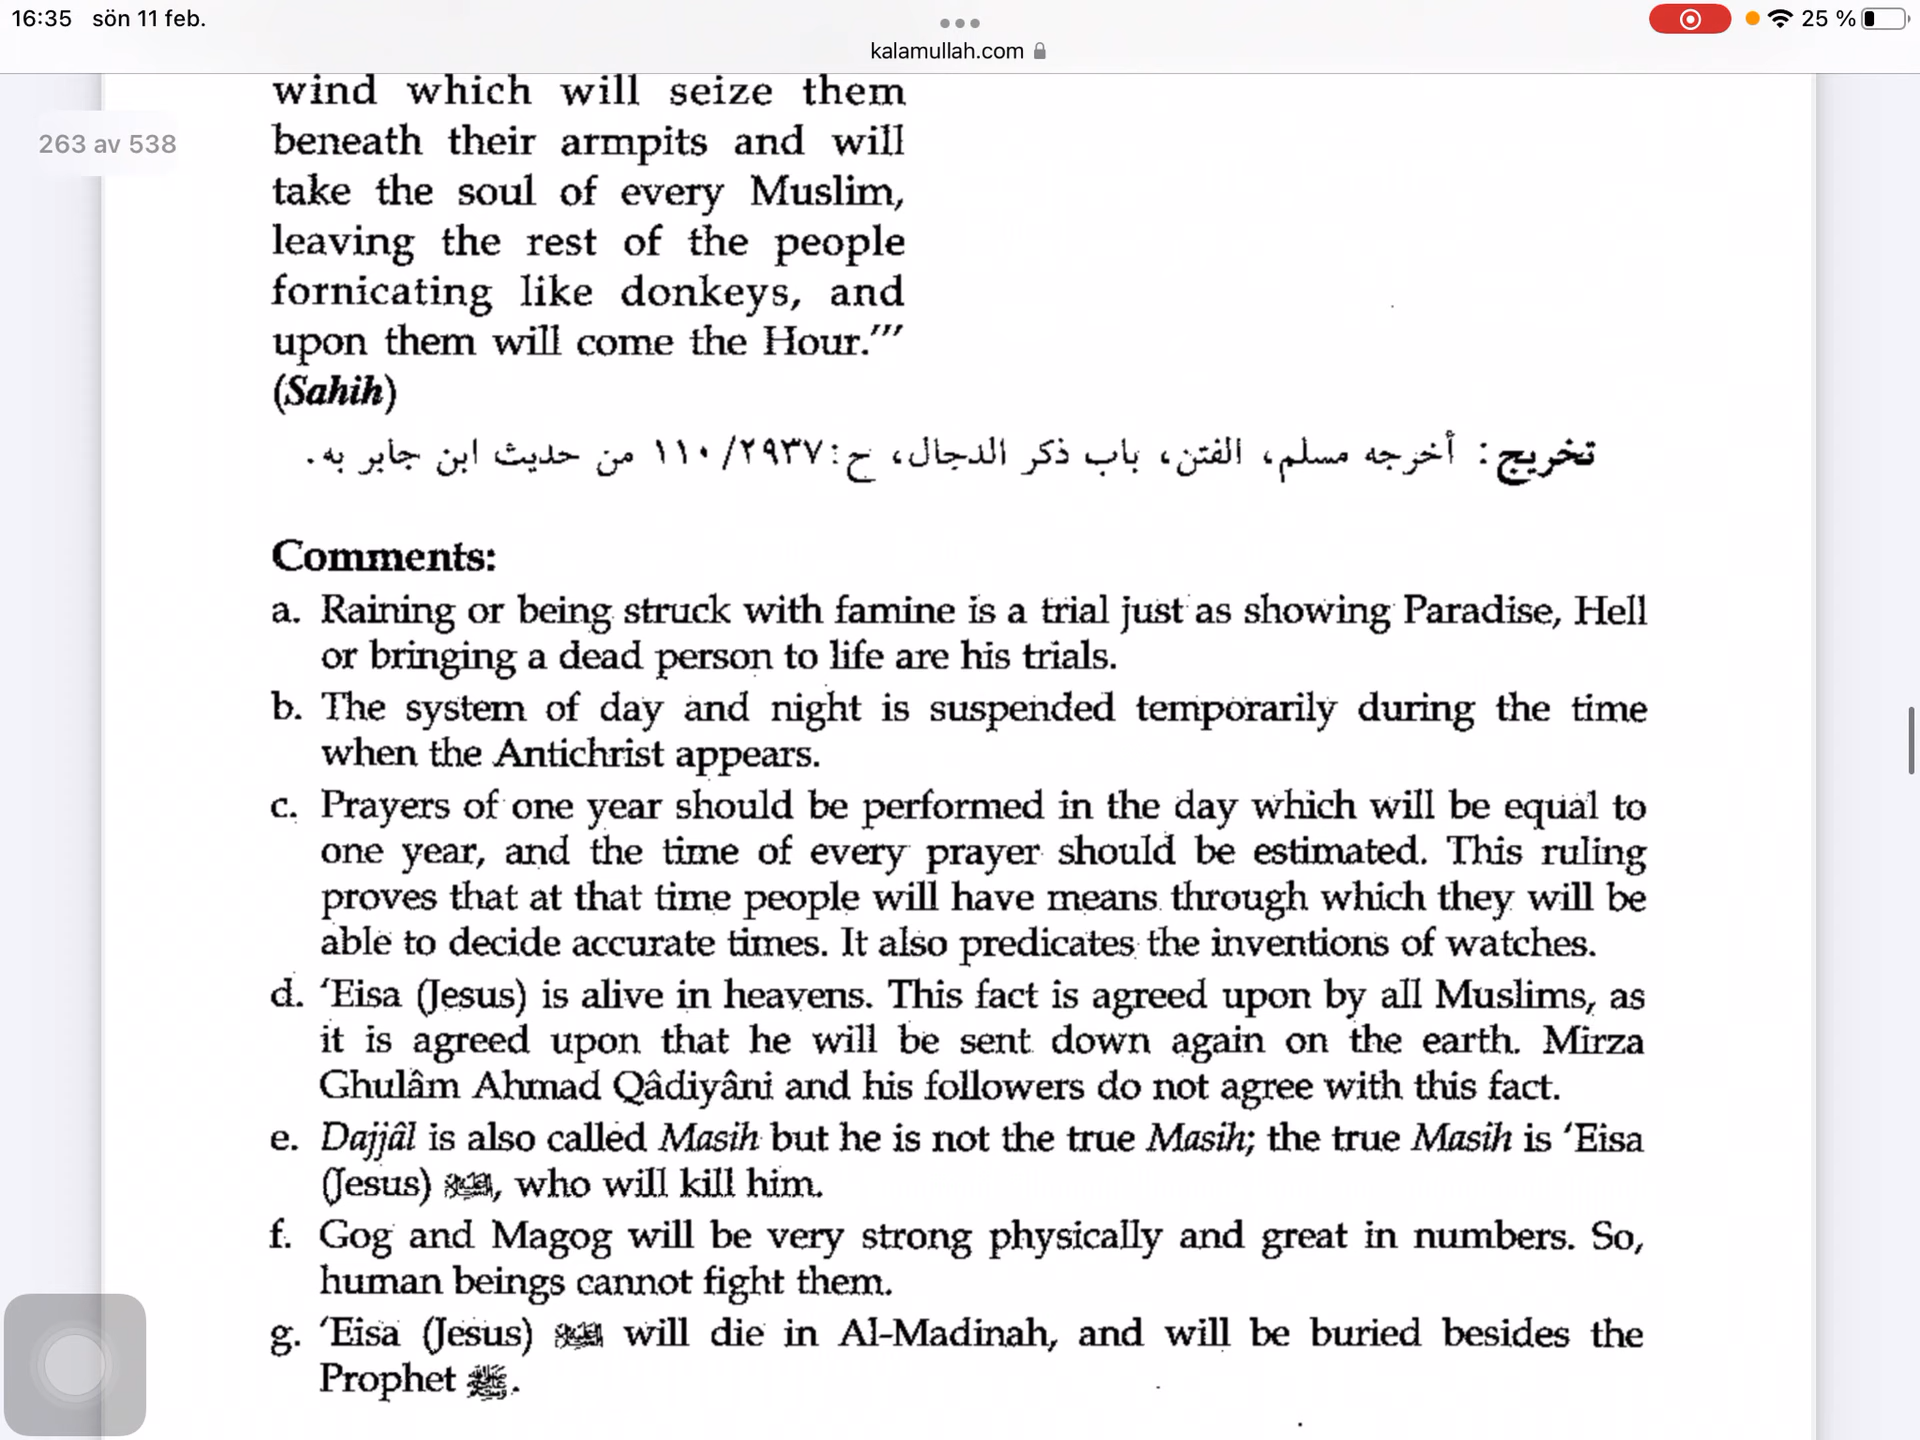 16:35 sön 11 feb.
25 %
kalamullah.com
263 av 538
wind which will seize them
beneath their armpits and will
take the soul of every Muslim,
leaving the rest of the people
fornicating like donkeys, and
upon them will come the Hour.”’
(Sahih)
تخريج: أخرجه مسلم، الفتن، باب ذكر الدجال، ح: ٢٩٣٧/ ١١٠ من حديث ابن جابر به.
Comments:
a. Raining or being struck with famine is a trial just as showing Paradise, Hell
or bringing a dead person to life are his trials.
b. The system of day and night is suspended temporarily during the time
when the Antichrist appears.
c. Prayers of one year should be performed in the day which will be equal to
one year, and the time of every prayer should be estimated. This ruling
proves that at that time people will have means through which they will be
able to decide accurate times. It also predicates the inventions of watches.
d. ‘Eisa (Jesus) is alive in heavens. This fact is agreed upon by all Muslims, as
it is agreed upon that he will be sent down again on the earth. Mirza
Ghulâm Ahmad Qâdiyâni and his followers do not agree with this fact.
e. Dajjâl is also called Masih but he is not the true Masih; the true Masih is ‘Eisa
(Jesus) , who will kill him.
f. Gog and Magog will be very strong physically and great in numbers. So,
human beings cannot fight them.
g. ‘Eisa (Jesus) will die in Al-Madinah, and will be buried besides the
Prophet ﷺ.